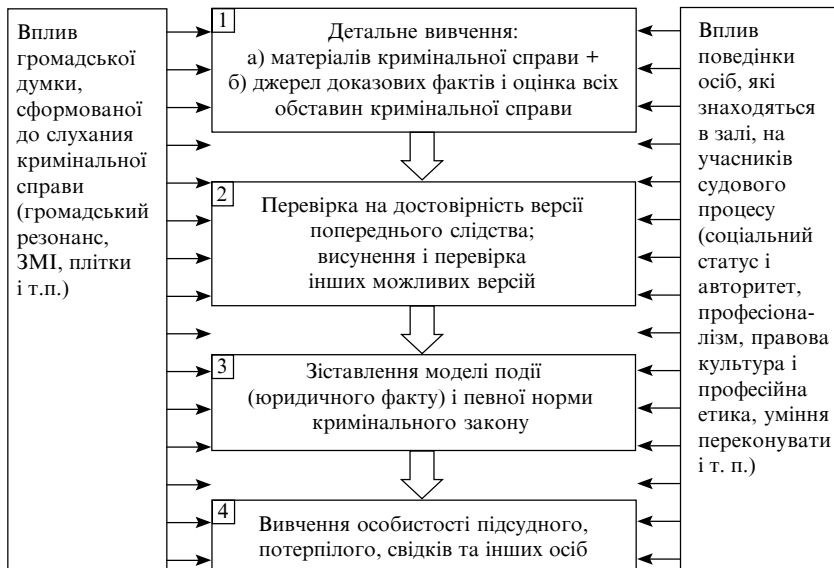 Вплив
громадської
думки,
сформованої
до слухання
кримінальної
справи
(громадський
резонанс,
ЗМІ, плітки
і т.п.)
1
Детальне вивчення:
а) матеріалів кримінальної справи +
б) джерел доказових фактів і оцінка всіх
обставин кримінальної справи
2
Перевірка на достовірність версії
попереднього слідства;
висунення і перевірка
інших можливих версій
3
Зіставлення моделі події
(юридичного факту) і певної норми
кримінального закону
4
Вивчення особистості підсудного,
потерпілого, свідків та інших осіб
Вплив
поведінки
осіб, які
знаходяться
в залі, на
учасників
судового
процесу
(соціальний
статус і
авторитет,
професіона-
лізм, правова
культура і
професійна
етика, уміння
переконувати
і т. п.)